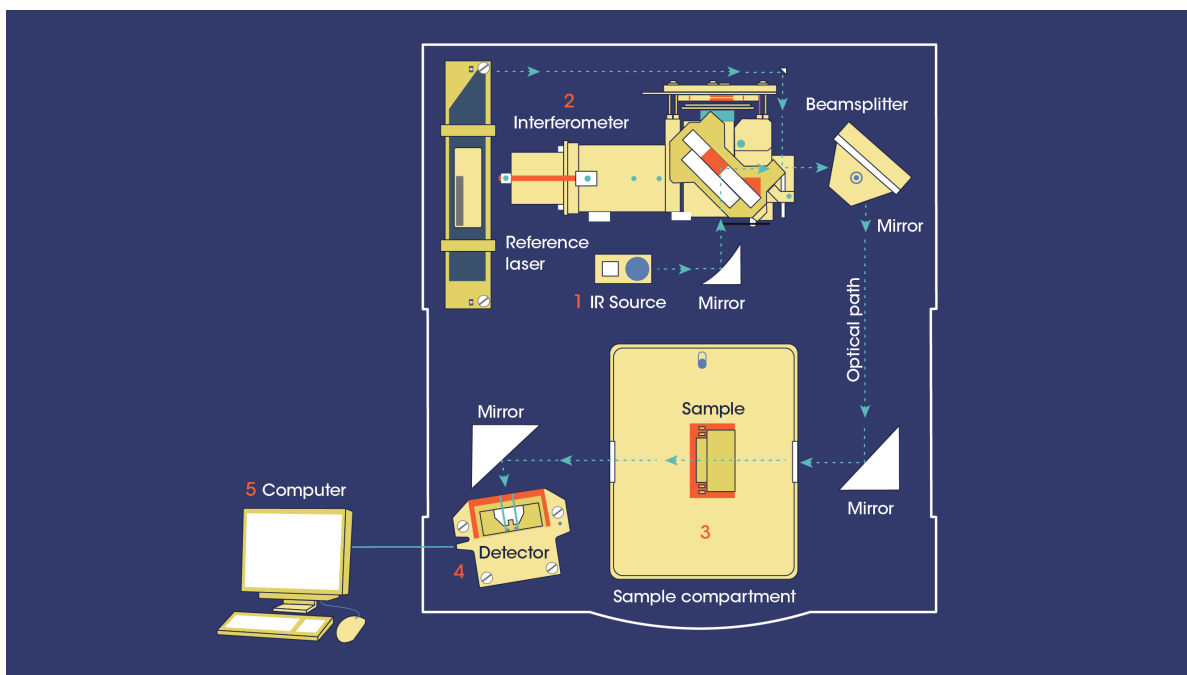 2
Interferometer
Beamsplitter
Mirror
Reference
laser
1 IR Source
Mirror
Optical path
Mirror
Sample
Mirror
5 Computer
3
Detector
4
Sample compartment